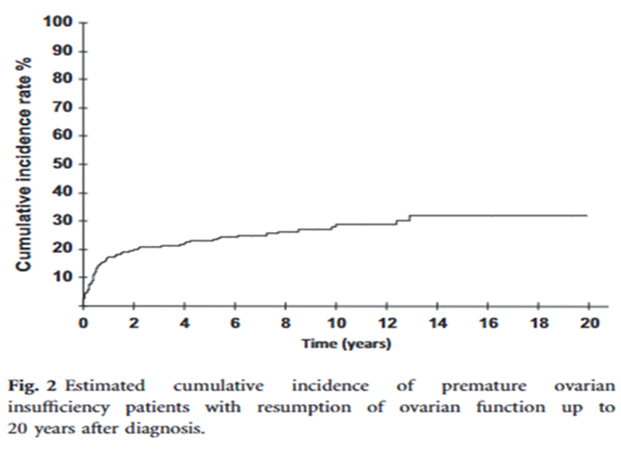 100
90
80
70
60
50
40
30
20
10
Cumulative incidence rate %
0 2 4 6 8 10 12 14 16 18 20
Time (years)
Fig. 2 Estimated cumulative incidence of premature ovarian
insufficiency patients with resumption of ovarian function up to
20 years after diagnosis.